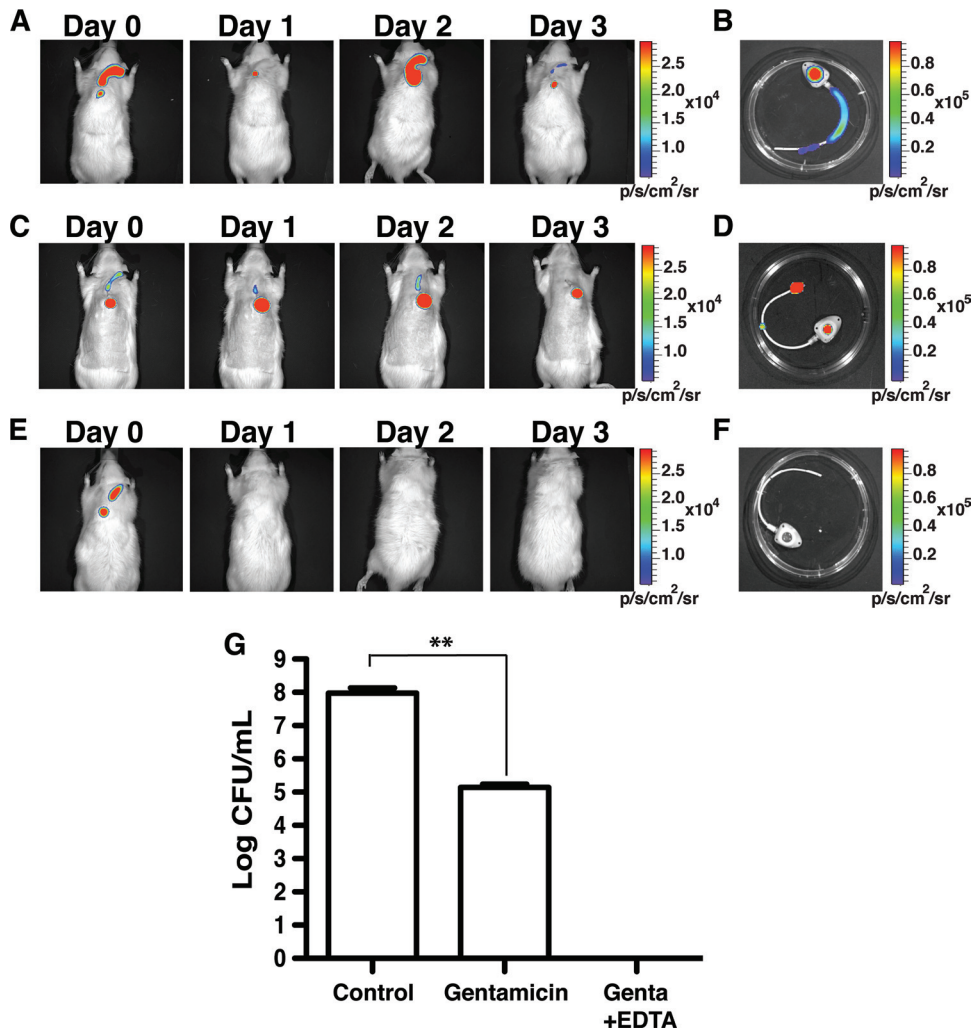 A Day 0 Day 1 Day 2 Day 3 B
2.5
2.0
1.5
1.0
x10⁴
p/s/cm²/sr
0.8
0.6
0.4
0.2
x10⁵
p/s/cm²/sr
C Day 0 Day 1 Day 2 Day 3 D
2.5
2.0
1.5
1.0
x10⁴
p/s/cm²/sr
0.8
0.6
0.4
0.2
x10⁵
p/s/cm²/sr
E Day 0 Day 1 Day 2 Day 3 F
2.5
2.0
1.5
1.0
x10⁴
p/s/cm²/sr
0.8
0.6
0.4
0.2
x10⁵
p/s/cm²/sr
G
**
9
8
7
6
5
4
3
2
1
0
Log CFU/mL
Control Gentamicin Genta
+EDTA